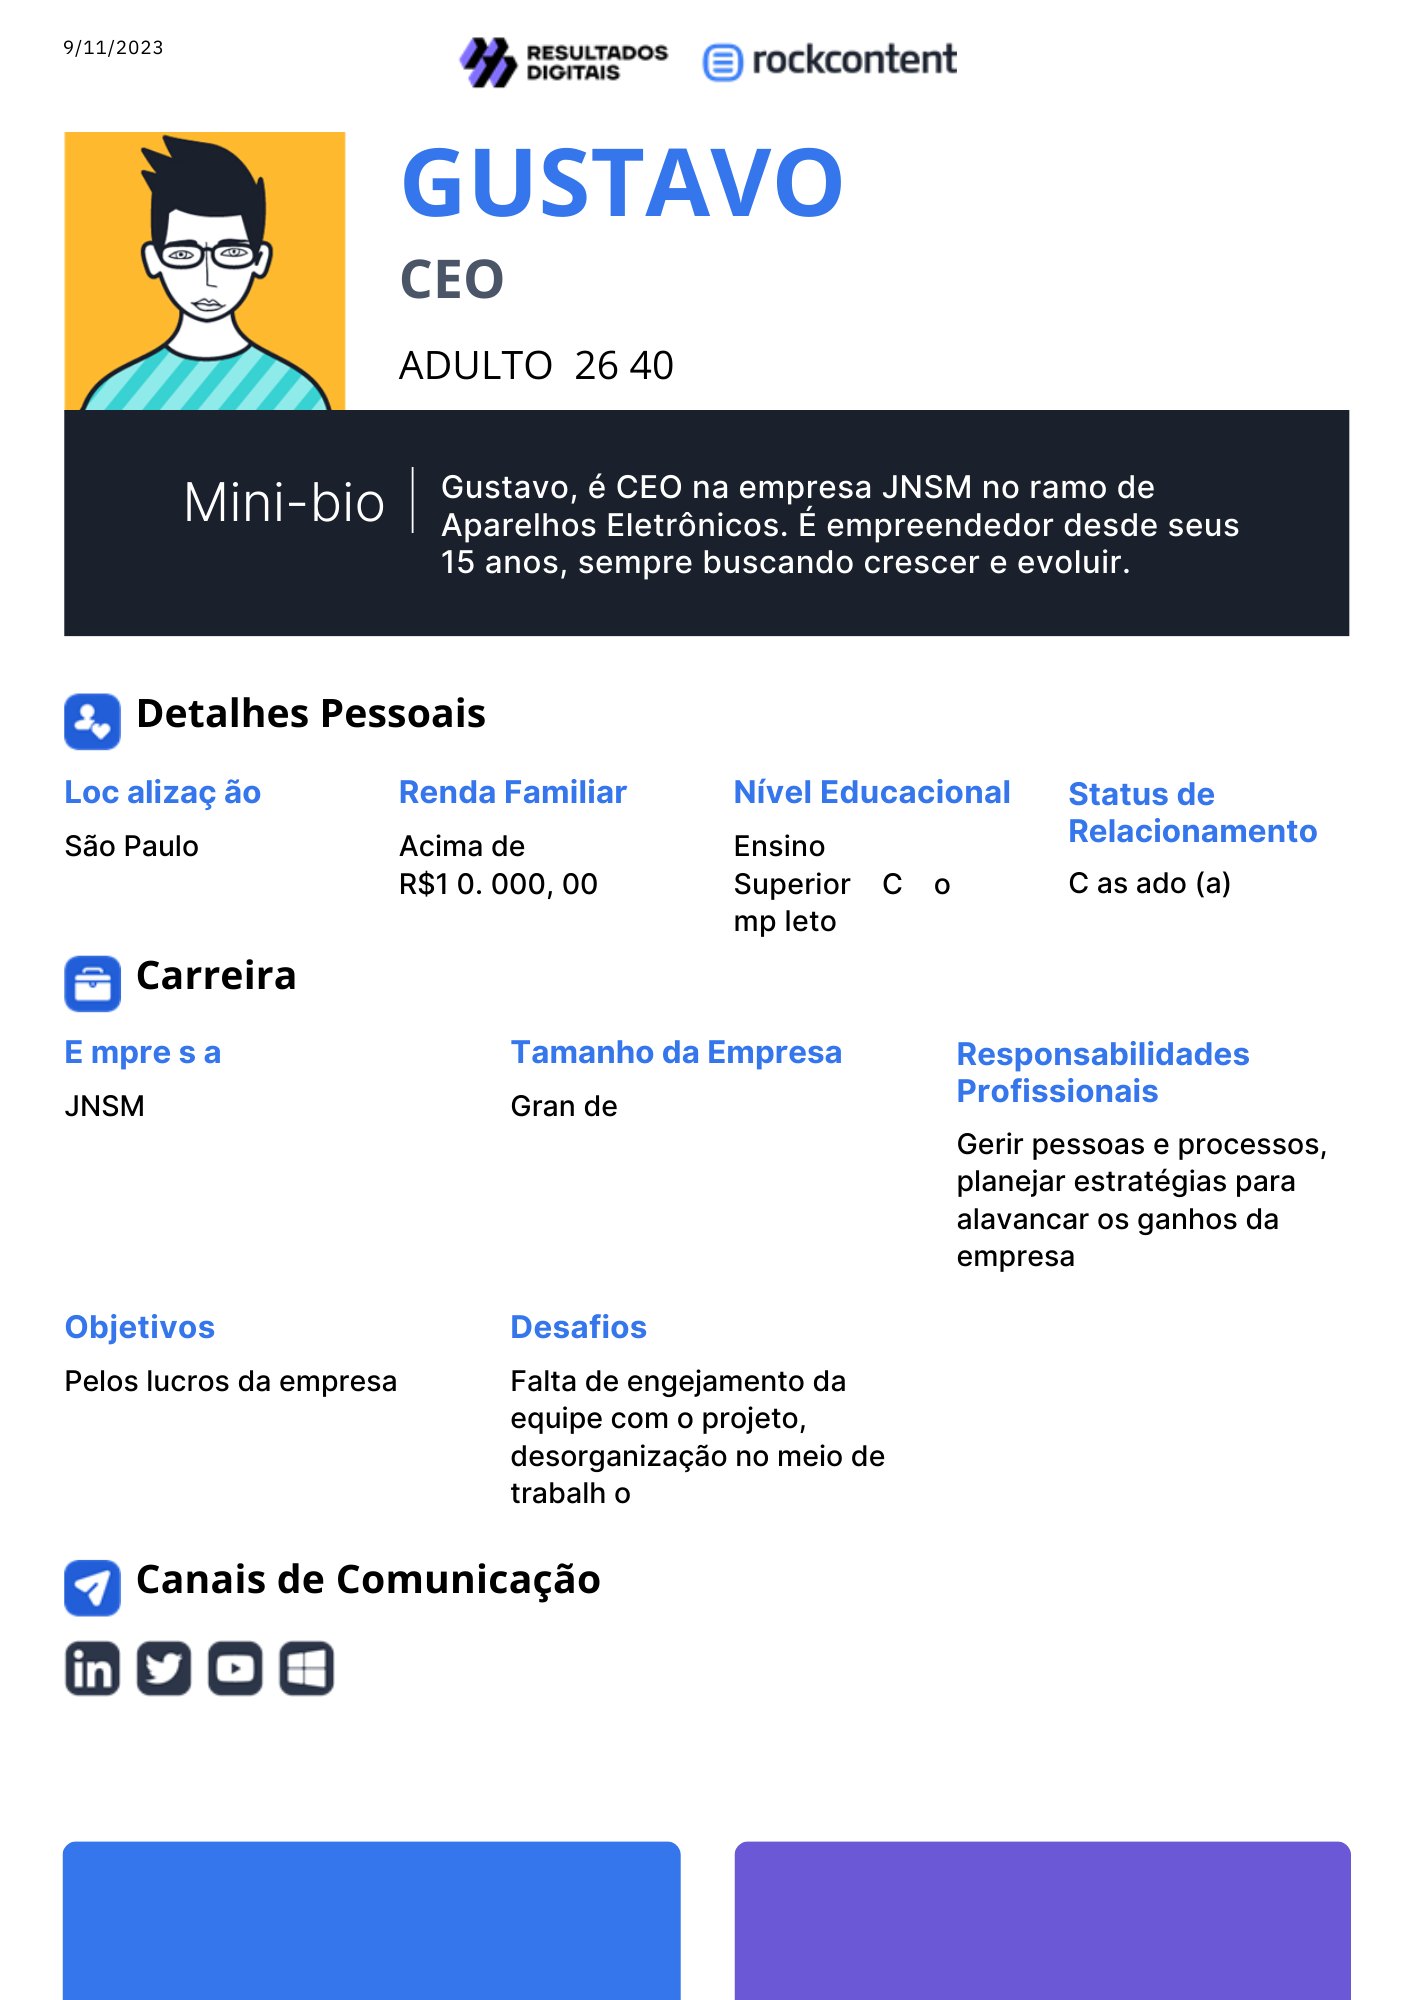 9/11/2023
RESULTADOS
DIGITAIS
rockcontent
GUSTAVO
CEO
ADULTO 26 40
Mini-bio
Gustavo, é CEO na empresa JNSM no ramo de
Aparelhos Eletrônicos. É empreendedor desde seus
15 anos, sempre buscando crescer e evoluir.
Detalhes Pessoais
Loc alizaç ão
São Paulo
Renda Familiar
Acima de
R$1 0. 000, 00
Nível Educacional
Ensino
Superior C o
mp leto
Status de
Relacionamento
C as ado (a)
Carreira
E mpre s a
JNSM
Tamanho da Empresa
Gran de
Responsabilidades
Profissionais
Gerir pessoas e processos,
planejar estratégias para
alavancar os ganhos da
empresa
Objetivos
Pelos lucros da empresa
Desafios
Falta de engejamento da
equipe com o projeto,
desorganização no meio de
trabalh o
Canais de Comunicação
in